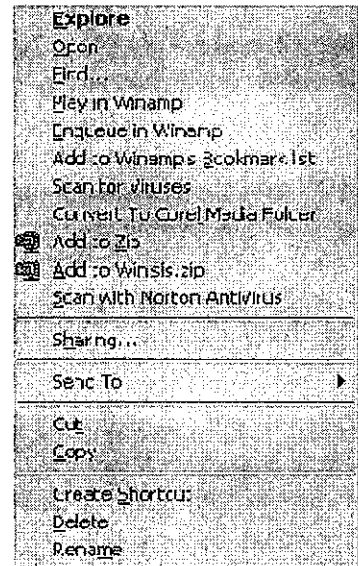 Explore
Open
Find...
Play in Winamp
Enqueue in Winamp
Add to Winamp's Bookmark list
Scan for Viruses
Convert To Corel Media Folder
Add to Zip
Add to Winsis.zip
Scan with Norton AntiVirus
Sharing...
Send To
Cut
Copy
Create Shortcut
Delete
Rename